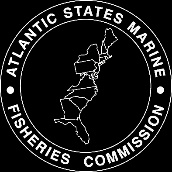 ATLANTIC STATES MARINE
FISHERIES COMMISSION